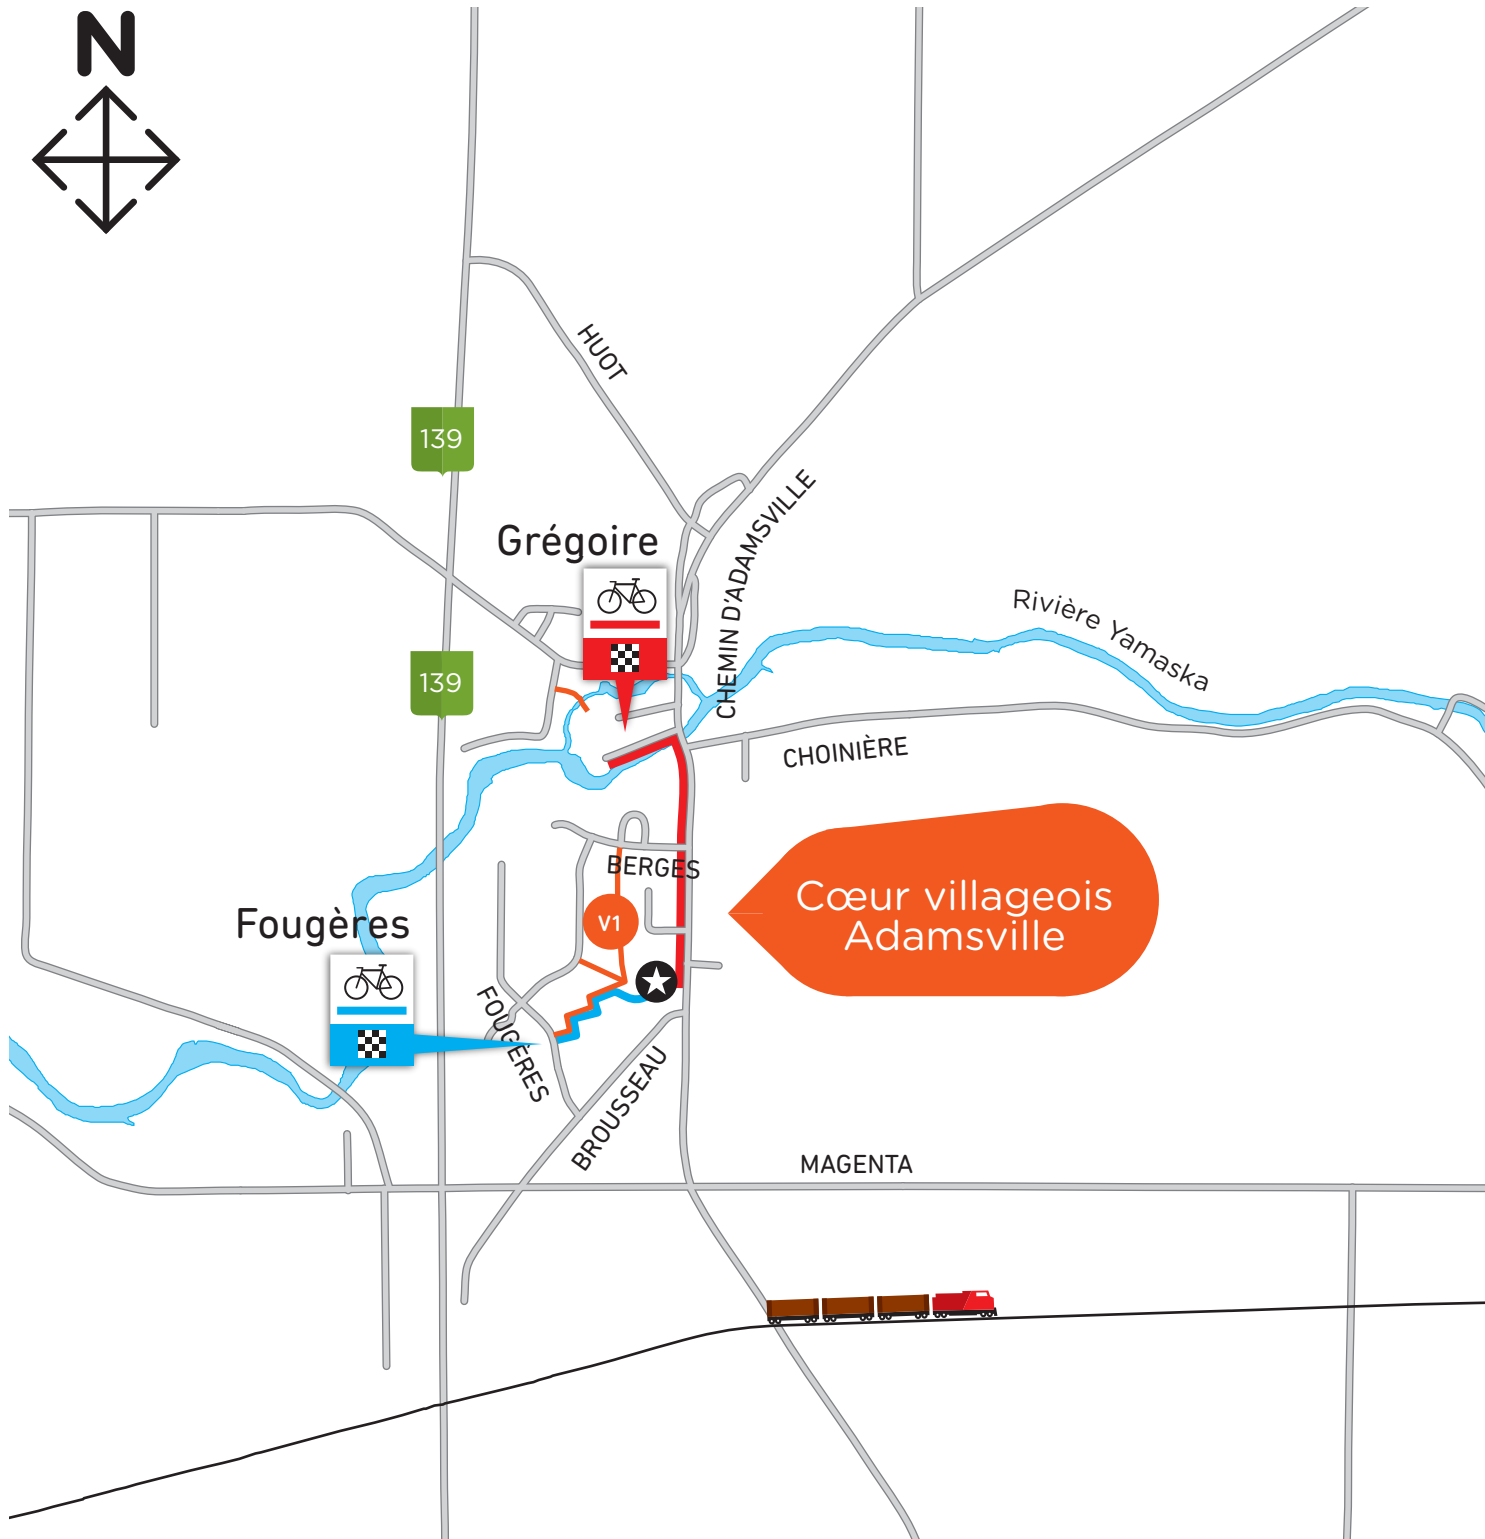 N
HUOT
139
CHEMIN D'ADAMSVILLE
Grégoire
Rivière Yamaska
139
CHOINIÈRE
BERGES
Cœur villageois
Adamsville
V1
Fougères
FOUGÈRES
BROUSSEAU
MAGENTA